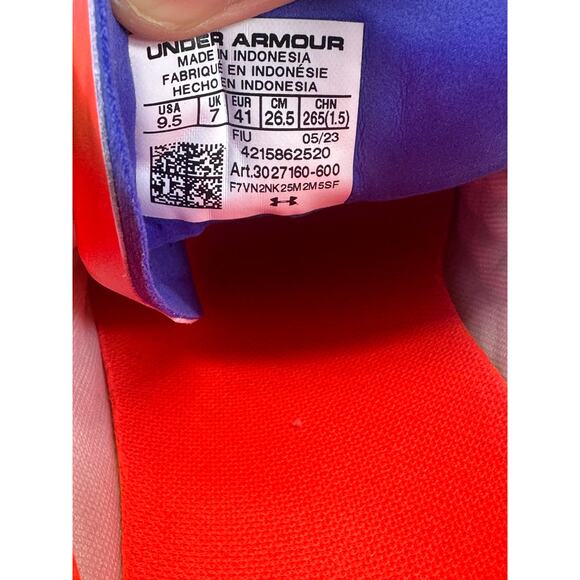 UNDER ARMOUR
MADE IN INDONESIA
FABRIQUE EN INDONÉSIE
HECHO EN INDONESIA
USA UK EUR CM CHN
9.5 7 41 26.5 265(1.5)
FIU 05/23
4215862520
Art.3027160-600
F7VN2NK25M2M5SF